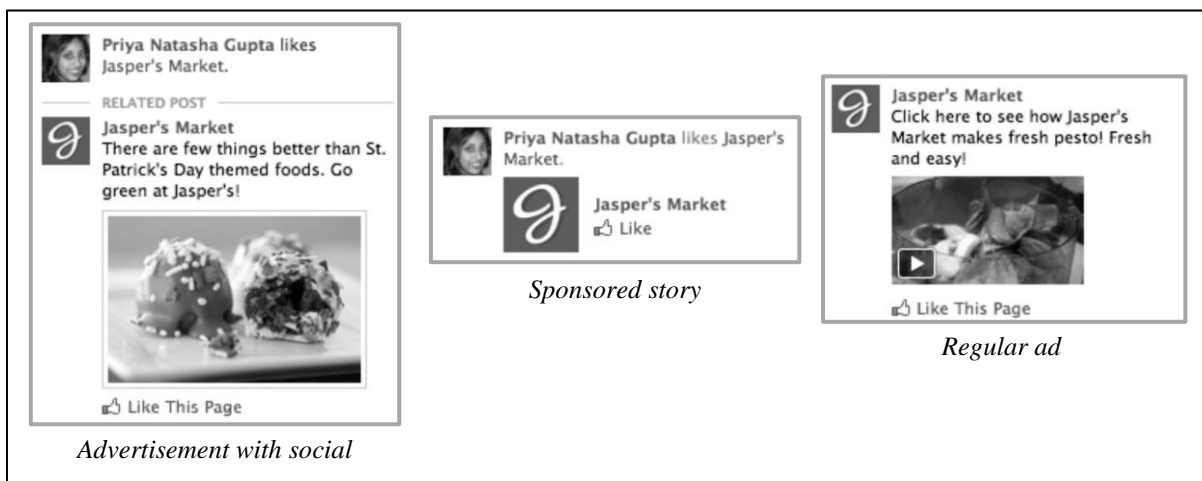 Priya Natasha Gupta likes
Jasper's Market.
RELATED POST
Jasper's Market
There are few things better than St.
Patrick's Day themed foods. Go
green at Jasper's!
Like This Page
Advertisement with social
Priya Natasha Gupta likes Jasper's
Market.
Jasper's Market
Like
Sponsored story
Jasper's Market
Click here to see how Jasper's
Market makes fresh pesto! Fresh
and easy!
Like This Page
Regular ad